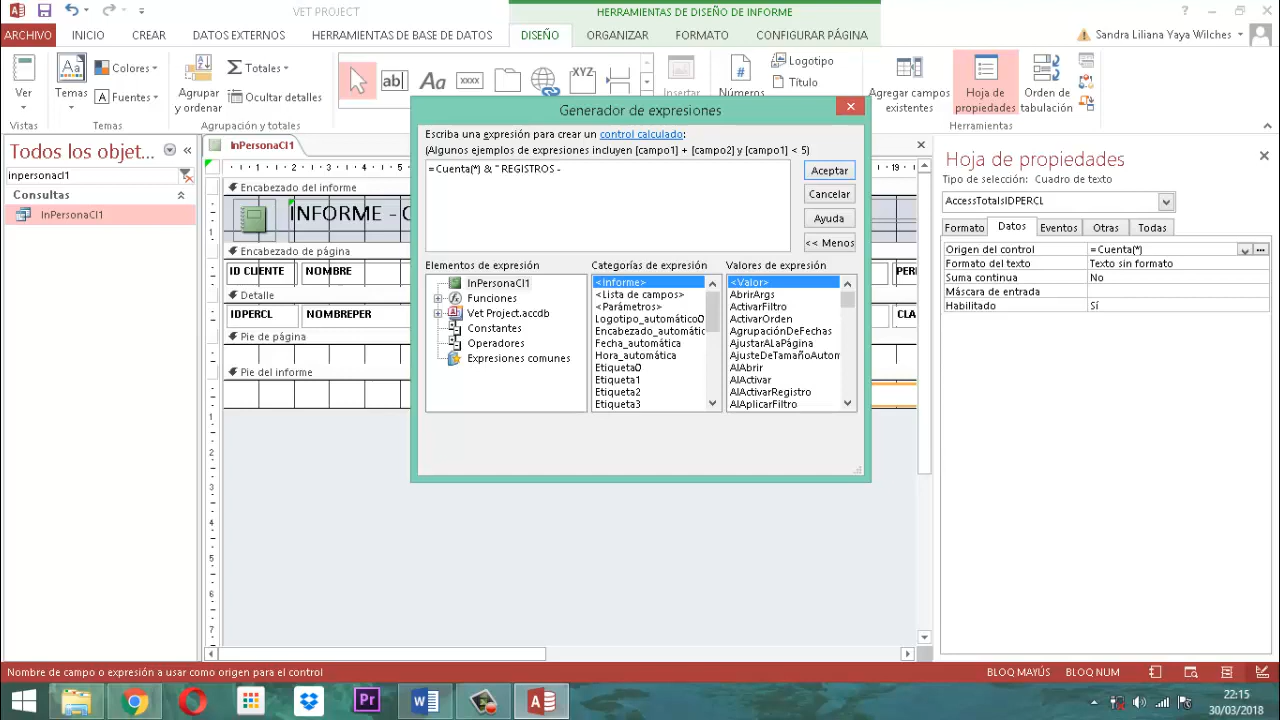 VET PROJECT
HERRAMIENTAS DE DISEÑO DE INFORME
ARCHIVO
INICIO
CREAR
DATOS EXTERNOS
HERRAMIENTAS DE BASE DE DATOS
DISEÑO
ORGANIZAR
FORMATO
CONFIGURAR PÁGINA
Sandra Liliana Yaya Wilches
Ver
Vistas
Temas
Colores
Fuentes
Temas
Agrupar
y ordenar
Totales
Ocultar detalles
Agrupación y totales
ab|
Aa
xxxx
XYZ
Insertar
Números
Logotipo
Título
Agregar campos
existentes
Hoja de
propiedades
Orden de
tabulación
Herramientas
Todos los objet...
inpersonacl1
Consultas
InPersonaCl1
InPersonaCl1
Encabezado del informe
INFORME - C
Encabezado de página
ID CLIENTE
NOMBRE
PER
Detalle
IDPERCL
NOMBREPER
CLA
Pie de página
Pie del informe
Generador de expresiones
Escriba una expresión para crear un control calculado:
(Algunos ejemplos de expresiones incluyen [campo1] + [campo2] y [campo1] < 5)
=Cuenta(*) & " REGISTROS -
Aceptar
Cancelar
Ayuda
<< Menos
Elementos de expresión
InPersonaCl1
Funciones
Vet Project.accdb
Constantes
Operadores
Expresiones comunes
Categorías de expresión
<Informe>
<Lista de campos>
<Parámetros>
Logotipo_automático0
Encabezado_automátic
Fecha_automática
Hora_automática
Etiqueta0
Etiqueta1
Etiqueta2
Etiqueta3
Valores de expresión
<Valor>
AbrirArgs
ActivarFiltro
ActivarOrden
AgrupaciónDeFechas
AjustarALaPágina
AjusteDeTamañoAutom
AlAbrir
AlActivar
AlActivarRegistro
AlAplicarFiltro
Hoja de propiedades
Tipo de selección: Cuadro de texto
AccessTotalsIDPERCL
Formato
Datos
Eventos
Otras
Todas
Origen del control
=Cuenta(*)
Formato del texto
Texto sin formato
Suma continua
No
Máscara de entrada
Habilitado
Sí
Nombre de campo o expresión a usar como origen para el control
BLOQ MAYÚS
BLOQ NUM
Pr
22:15
30/03/2018